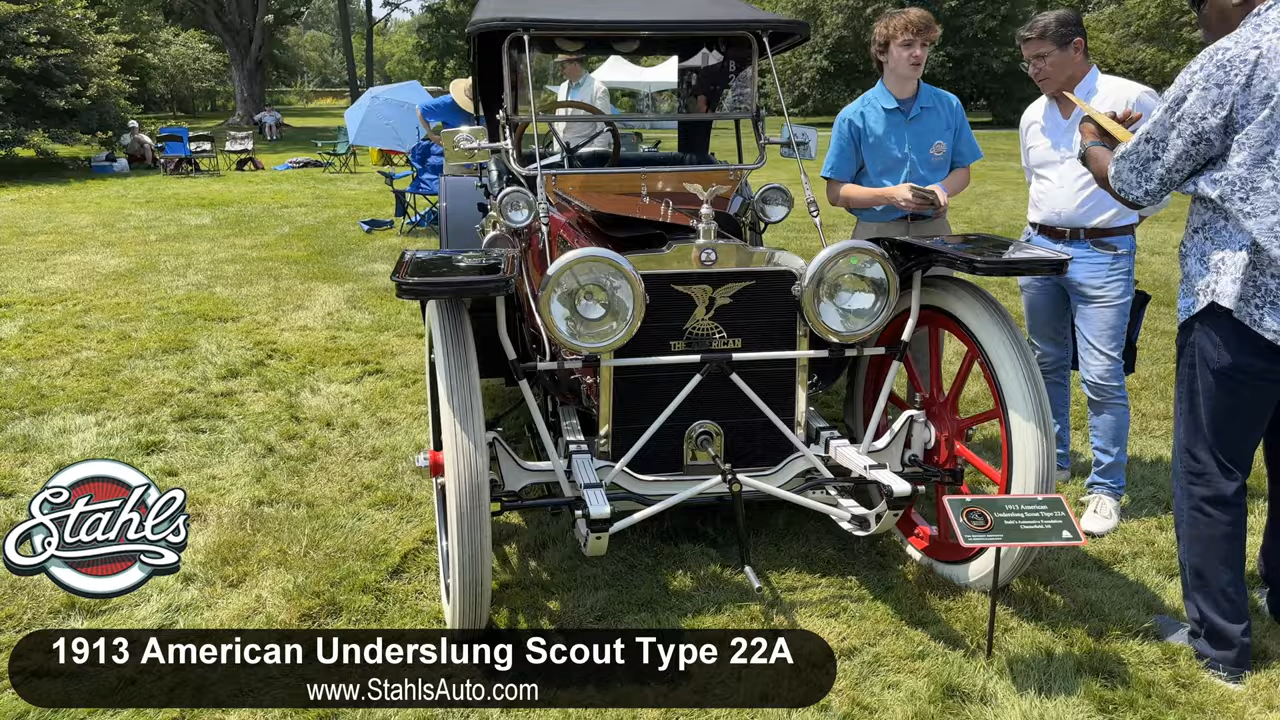 B
THE AMERICAN
1913 American
Underslung Scout Type 22A
Stahl's Automotive Foundation
Chesterfield, MI
Stahls
1913 American Underslung Scout Type 22A
www.StahlsAuto.com